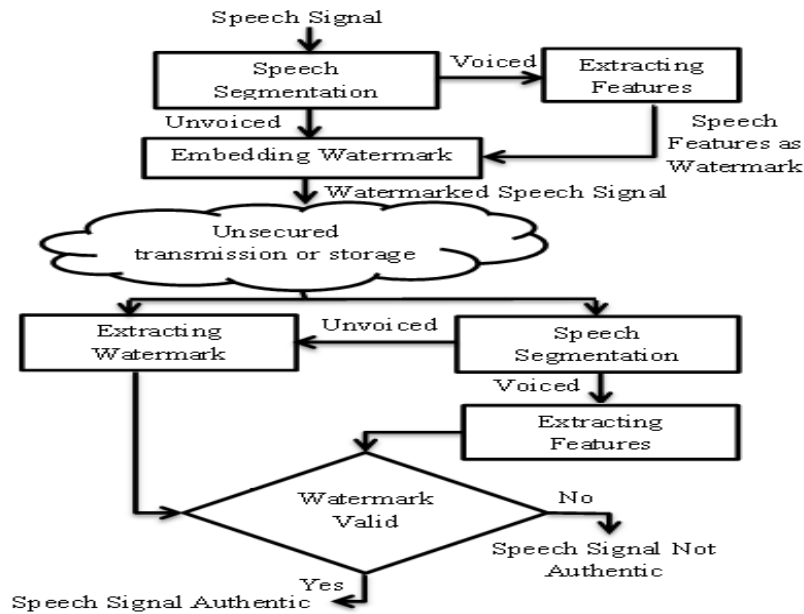 Speech Signal
Speech
Segmentation
Voiced
Extracting
Features
Unvoiced
Speech
Features as
Watermark
Embedding Watermark
Watermarked Speech Signal
Unsecured
transmission or storage
Extracting
Watermark
Unvoiced
Speech
Segmentation
Voiced
Extracting
Features
Watermark
Valid
No
Speech Signal Not
Authentic
Yes
Speech Signal Authentic